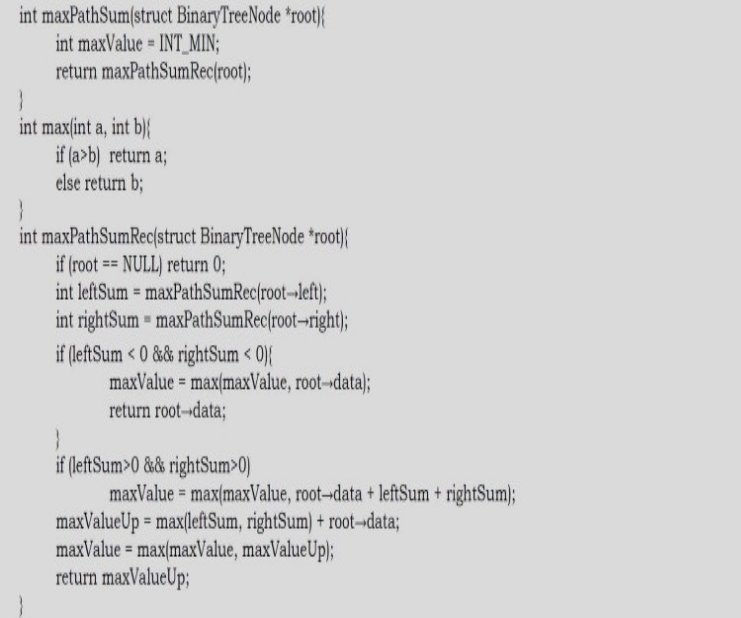 int maxPathSum(struct BinaryTreeNode *root){
int maxValue = INT_MIN;
return maxPathSumRec(root);
}
int max(int a, int b){
if (a>b) return a;
else return b;
}
int maxPathSumRec(struct BinaryTreeNode *root){
if (root == NULL) return 0;
int leftSum = maxPathSumRec(root→left);
int rightSum = maxPathSumRec(root→right);
if (leftSum < 0 && rightSum < 0){
maxValue = max(maxValue, root→data);
return root→data;
}
if (leftSum>0 && rightSum>0)
maxValue = max(maxValue, root→data + leftSum + rightSum);
maxValueUp = max(leftSum, rightSum) + root→data;
maxValue = max(maxValue, maxValueUp);
return maxValueUp;
}